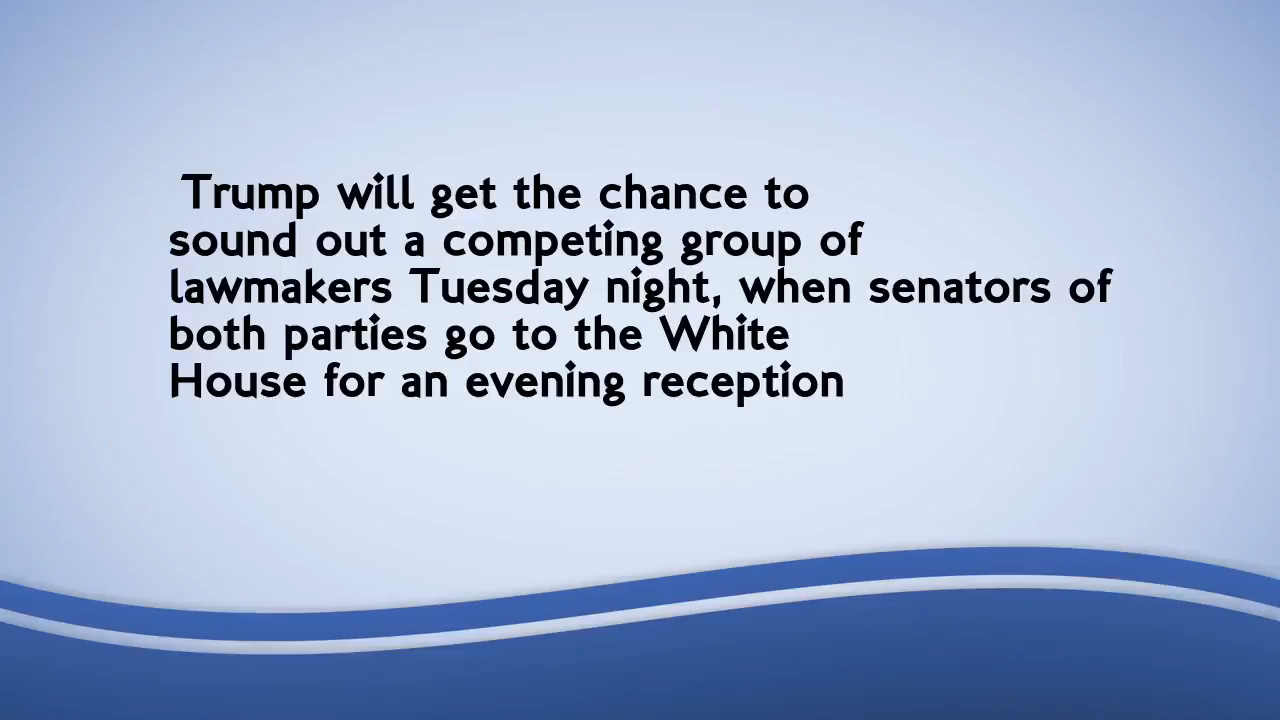 Trump will get the chance to
sound out a competing group of
lawmakers Tuesday night, when senators of
both parties go to the White
House for an evening reception